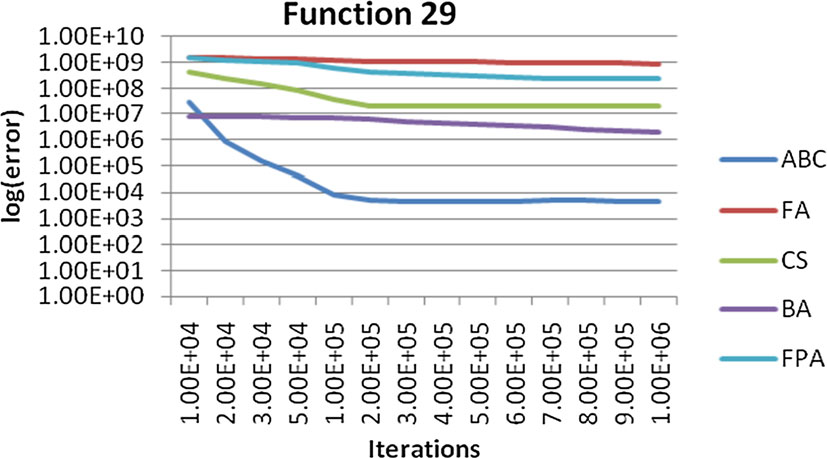 Function 29
log(error)
1.00E+10
1.00E+09
1.00E+08
1.00E+07
1.00E+06
1.00E+05
1.00E+04
1.00E+03
1.00E+02
1.00E+01
1.00E+00
1.00E+04
2.00E+04
3.00E+04
5.00E+04
1.00E+05
2.00E+05
3.00E+05
4.00E+05
5.00E+05
6.00E+05
7.00E+05
8.00E+05
9.00E+05
1.00E+06
Iterations
ABC
FA
CS
BA
FPA